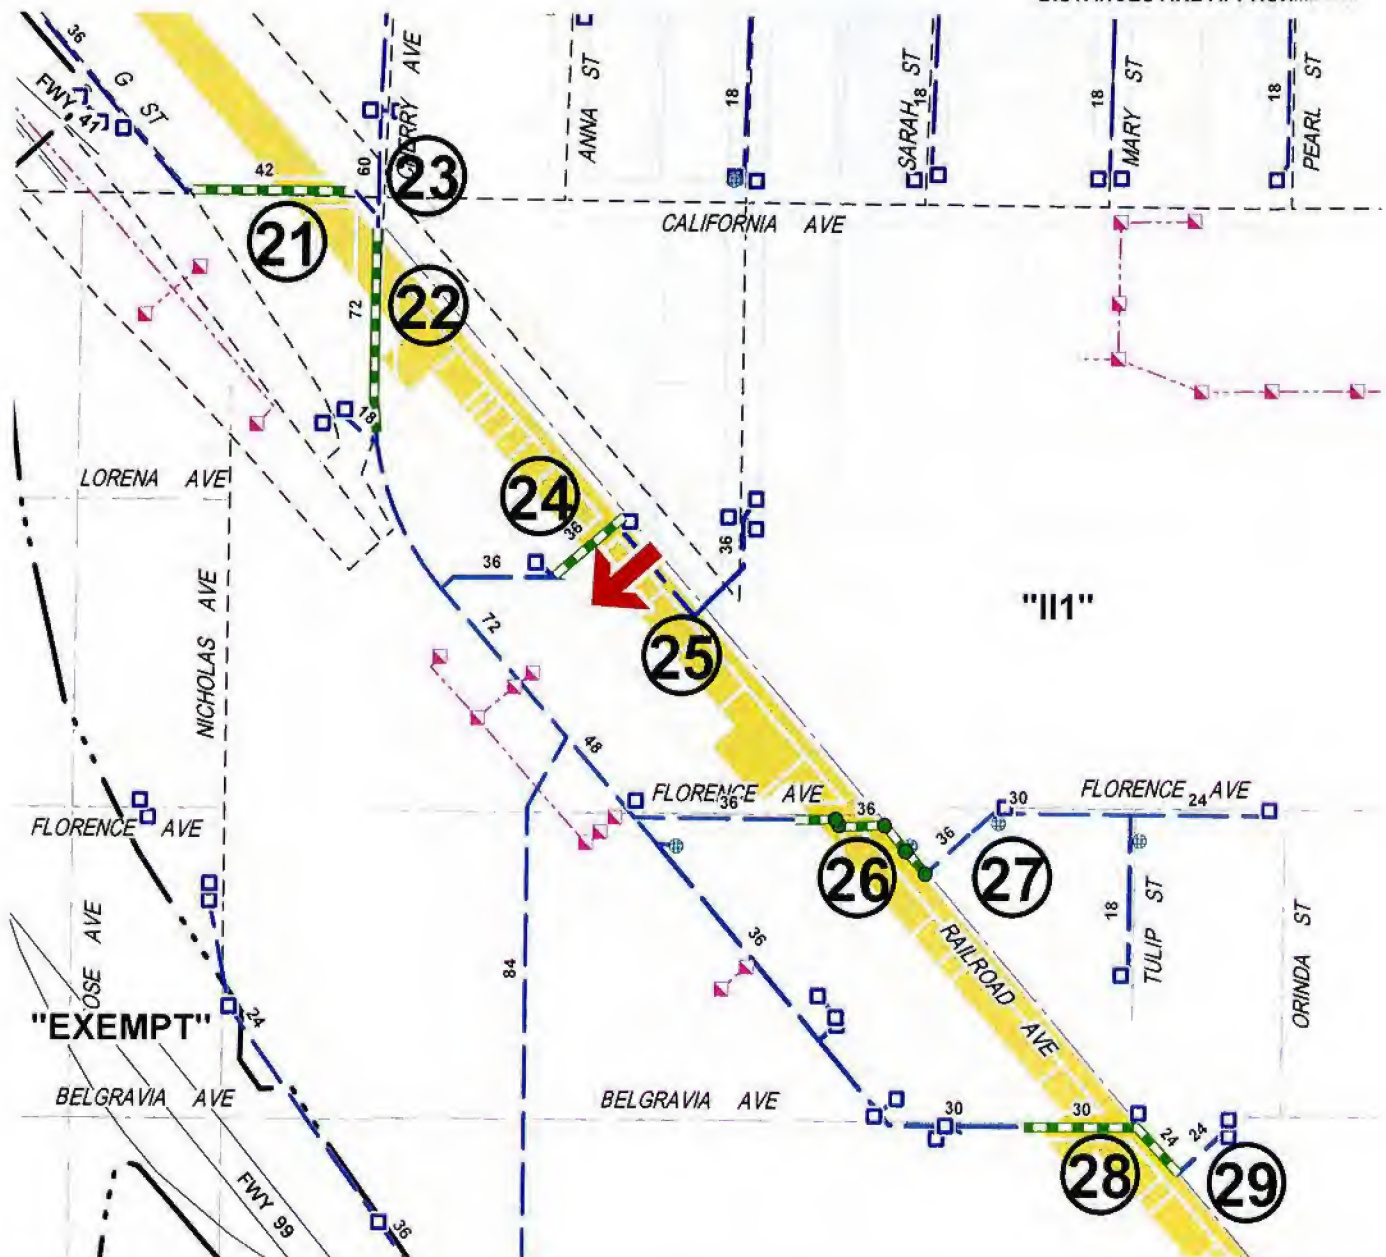 36
G ST
FWY 41
CHERRY AVE
ANNA ST
18
SARAH ST
18
18
MARY ST
18
PEARL ST
42
60
23
21
CALIFORNIA AVE
22
72
18
LORENA AVE
24
36
36
36
25
"II1"
NICHOLAS AVE
72
48
FLORENCE AVE
36
36
30
FLORENCE AVE
24
FLORENCE AVE
36
26
27
18
TULIP ST
ORINDA ST
OSE AVE
84
36
RAILROAD AVE
"EXEMPT"
24
BELGRAVIA AVE
BELGRAVIA AVE
30
30
24
24
28
29
FWY 99
36